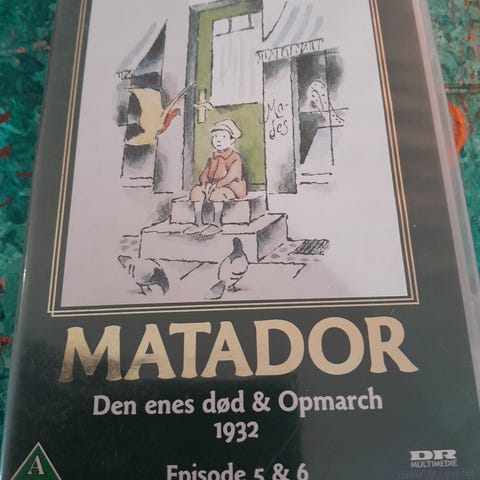 Mo-
des
MATADOR
Den enes død & Opmarch
1932
A
DR
MULTIMEDIE
Episode 5 & 6